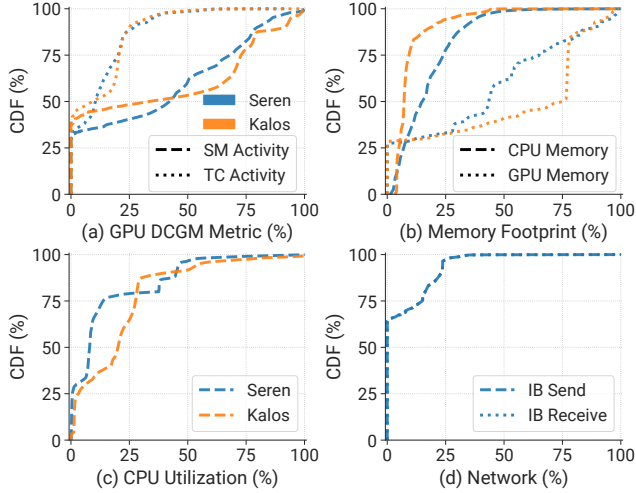 100
75
50
25
0
CDF (%)
Seren
Kalos
SM Activity
TC Activity
0 25 50 75 100
(a) GPU DCGM Metric (%)
100
75
50
25
0
CDF (%)
CPU Memory
GPU Memory
0 25 50 75 100
(b) Memory Footprint (%)
100
75
50
25
0
CDF (%)
Seren
Kalos
0 25 50 75 100
(c) CPU Utilization (%)
100
75
50
25
0
CDF (%)
IB Send
IB Receive
0 25 50 75 100
(d) Network (%)